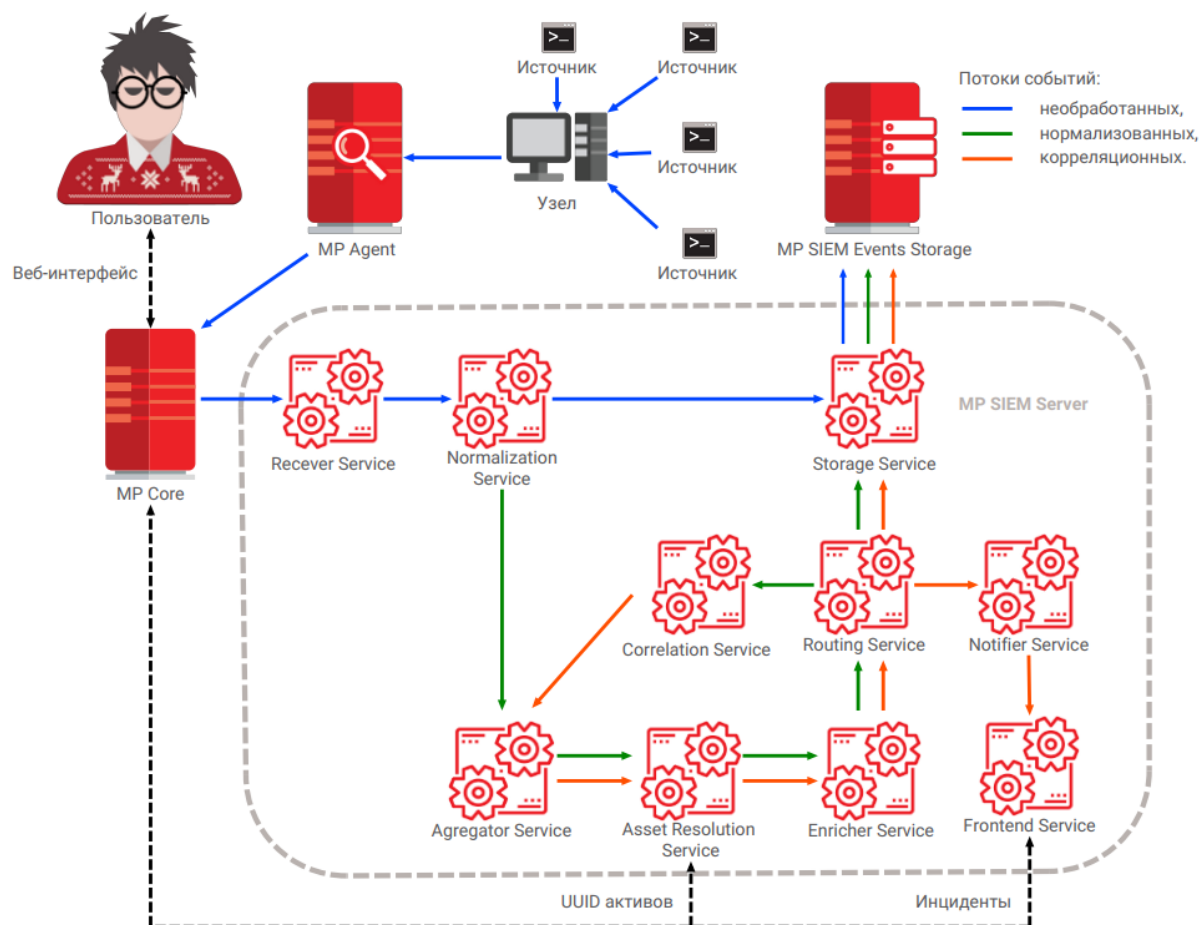 >_
Источник
>_
Источник
Потоки событий:
необработанных,
нормализованных,
корреляционных.
>_
Источник
Узел
Пользователь
MP Agent
>_
Источник
MP SIEM Events Storage
Веб-интерфейс
MP SIEM Server
Recever Service
Normalization
Service
Storage Service
MP Core
Correlation Service
Routing Service
Notifier Service
Agregator Service
Asset Resolution
Service
Enricher Service
Frontend Service
UUID активов
Инциденты